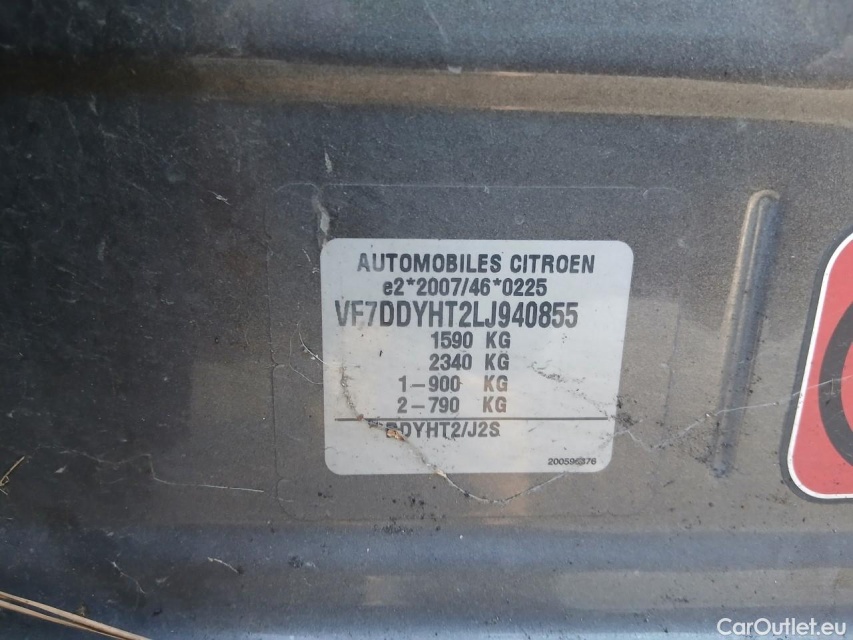 AUTOMOBILES CITROEN
e2*2007/46*0225
VF7DDYHT2LJ940855
1590 KG
2340 KG
1-900 KG
2-790 KG
DDYHT2/J2S
CarOutlet.eu